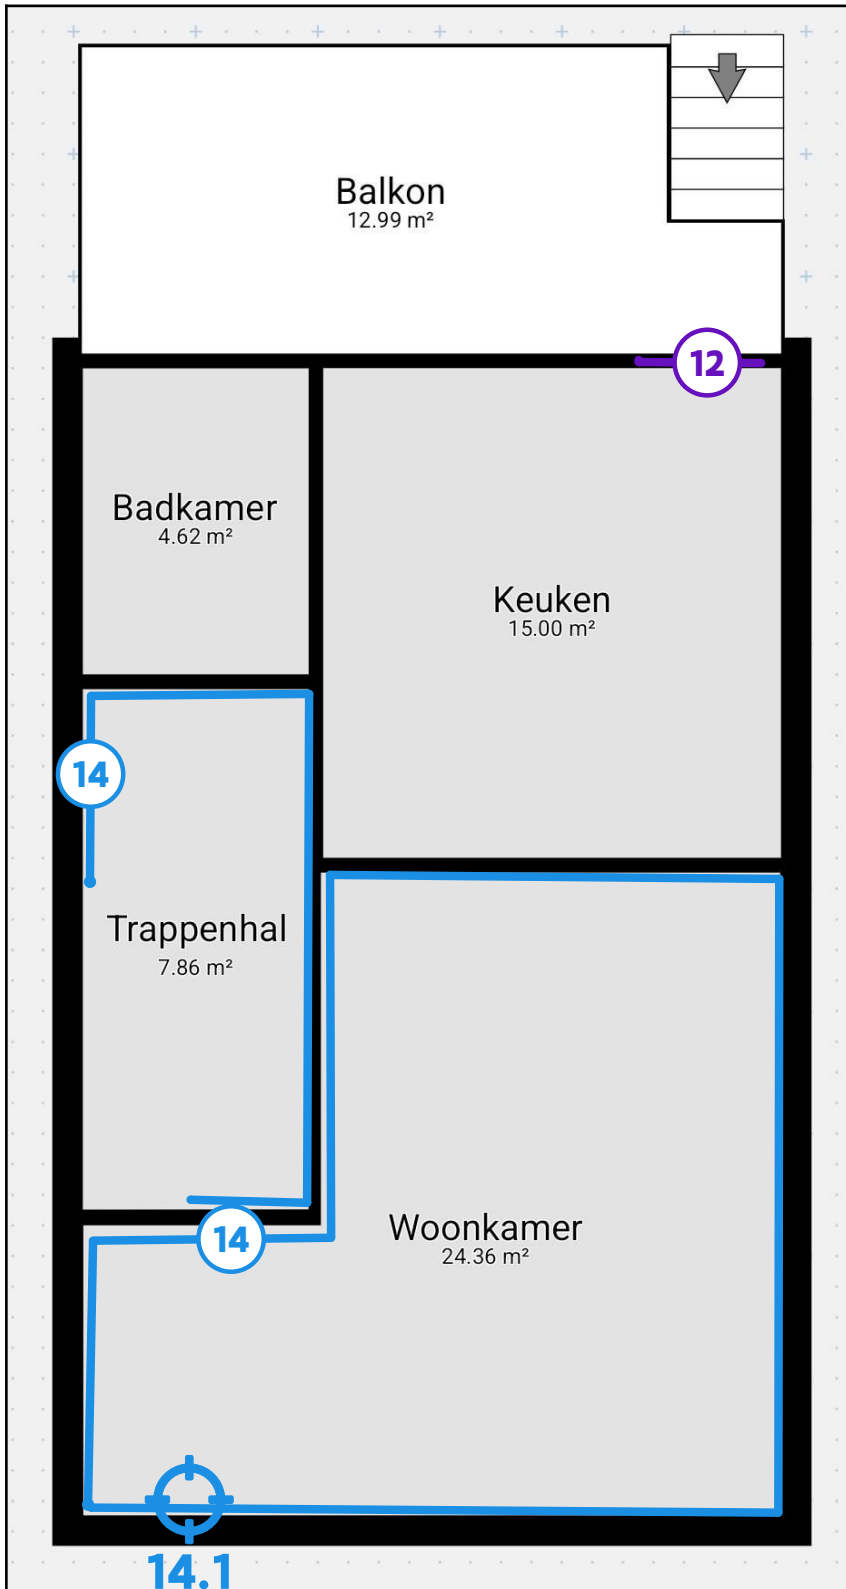 Balkon
12.99 m²
12
Badkamer
4.62 m²
Keuken
15.00 m²
14
Trappenhal
7.86 m²
14
Woonkamer
24.36 m²
14.1